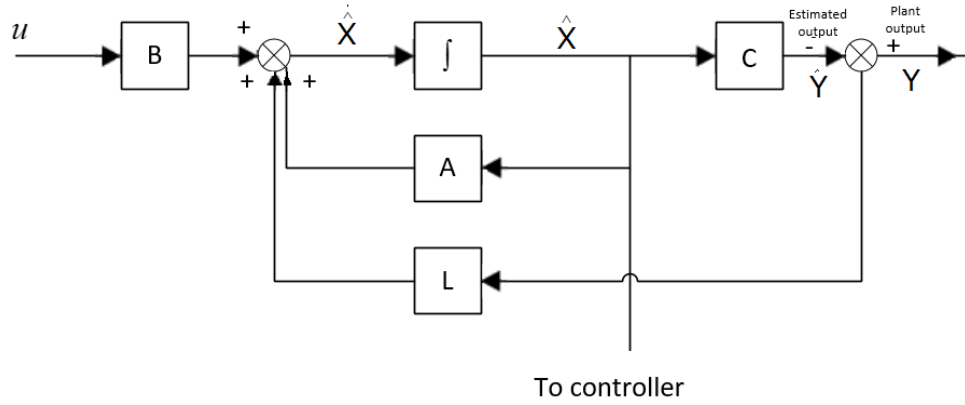 u
B
+
+
+
Ẋ̂
∫
X̂
C
Estimated
output
-
Ŷ
Plant
output
+
Y
A
L
To controller